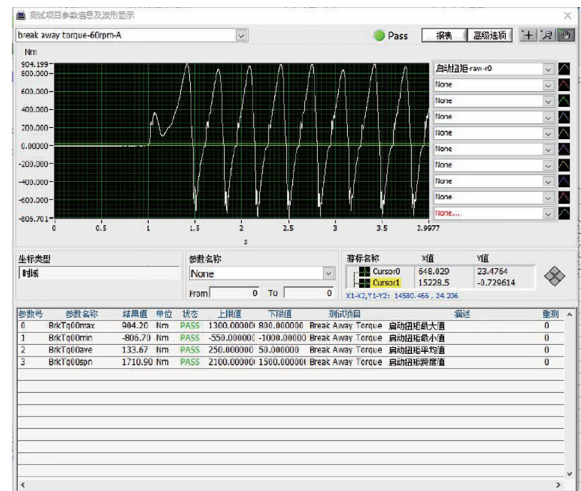 测试项目参数信息及波形显示
break away torque-60rpm-A
Pass 报表 高级选项
Nm
904.199
800.000
600.000
400.000
200.000
0.00000
-200.000
-400.000
-600.000
-806.701
0 0.5 1 1.5 2 2.5 3 3.5 3.9977
s
启动扭矩-raw-r0
None
None
None
None
None
None
None
None...
坐标类型
时域
参数名称
None
From 0 To 0
游标名称 X值 Y值
Cursor0 648.029 23.4764
Cursor1 15228.5 -0.729614
X1-X2,Y1-Y2: 14580.466 , 24.206
参数号 参数名称 结果值 单位 状态 上限值 下限值 测试项目 描述 重测
0 BrkTq00max 904.20 Nm PASS 1300.00000( 800.000000 Break Away Torque 启动扭矩最大值 0
1 BrkTq00min -806.70 Nm PASS -550.00000( -1000.00000 Break Away Torque 启动扭矩最小值 0
2 BrkTq00ave 133.67 Nm PASS 250.000000 50.000000 Break Away Torque 启动扭矩平均值 0
3 BrkTq00spn 1710.90 Nm PASS 2100.00000( 1500.00000( Break Away Torque 启动扭矩跨度值 0